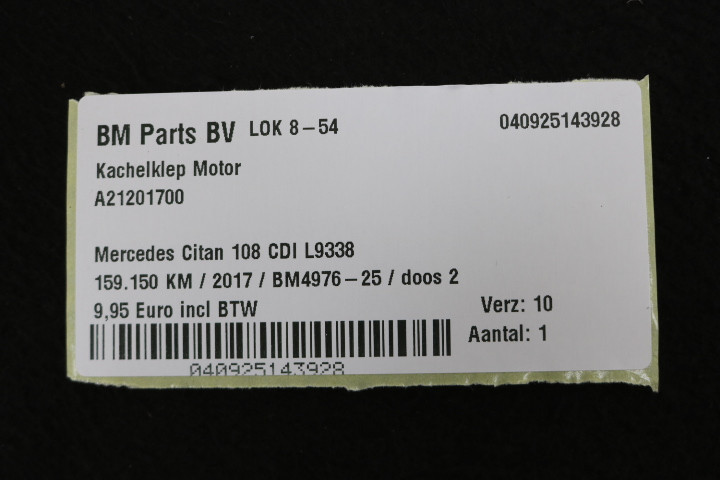 BM Parts BV LOK 8-54 040925143928
Kachelklep Motor
A21201700
Mercedes Citan 108 CDI L9338
159.150 KM / 2017 / BM4976-25 / doos 2
9,95 Euro incl BTW Verz: 10
Aantal: 1
040925143928